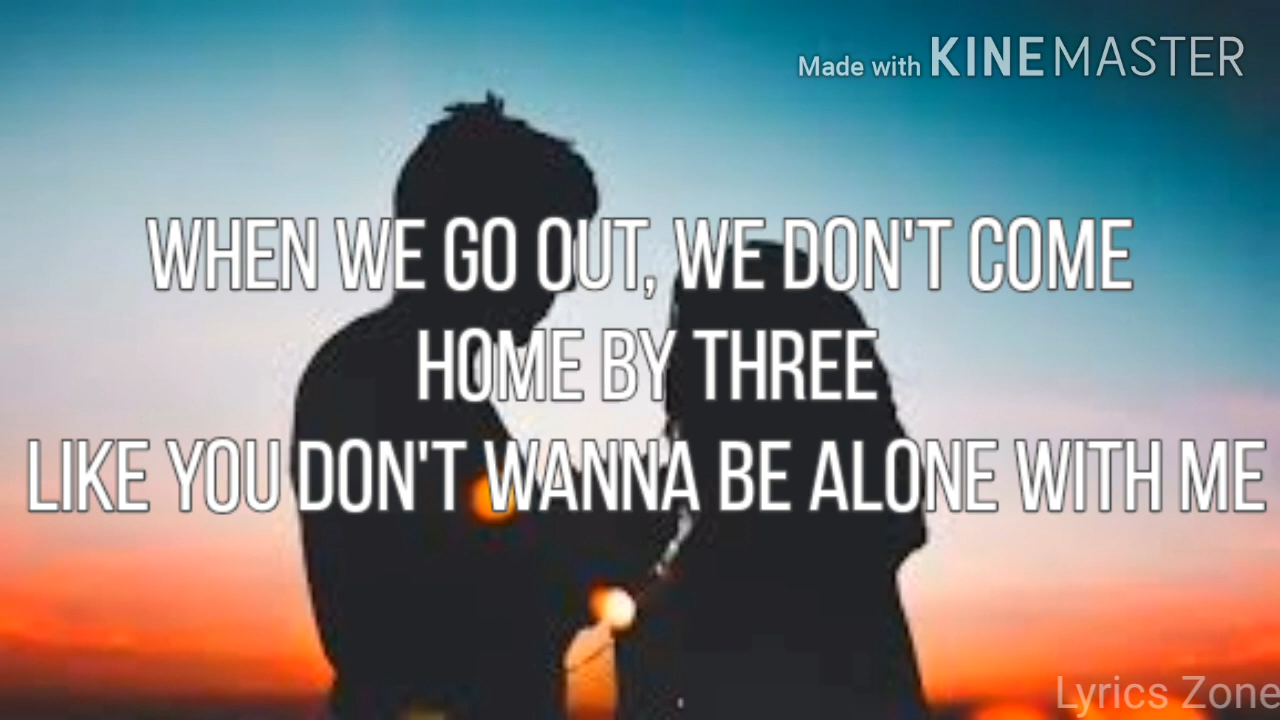 Made with KINEMASTER
WHEN WE GO OUT, WE DON'T COME
HOME BY THREE
LIKE YOU DON'T WANNA BE ALONE WITH ME
Lyrics Zone